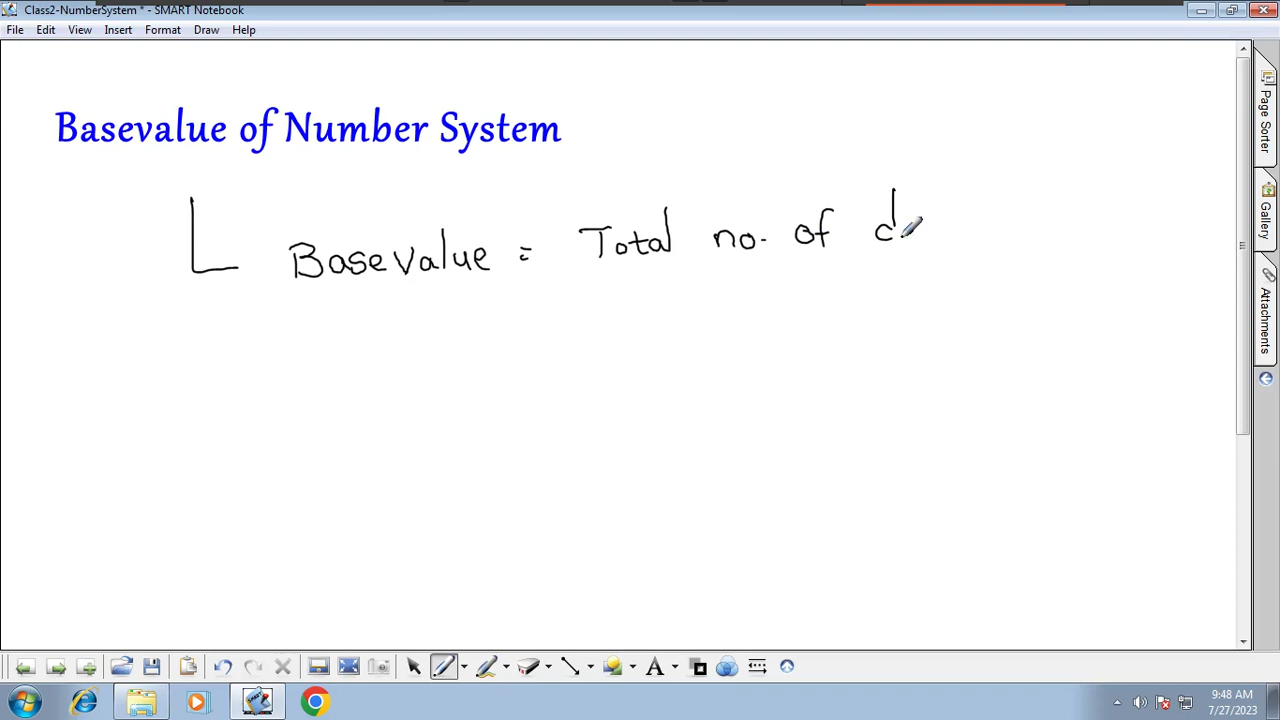 Class2-NumberSystem * - SMART Notebook
File Edit View Insert Format Draw Help
Basevalue of Number System
Basevalue = Total no. of d
Page Sorter
Gallery
Attachments
9:48 AM
7/27/2023